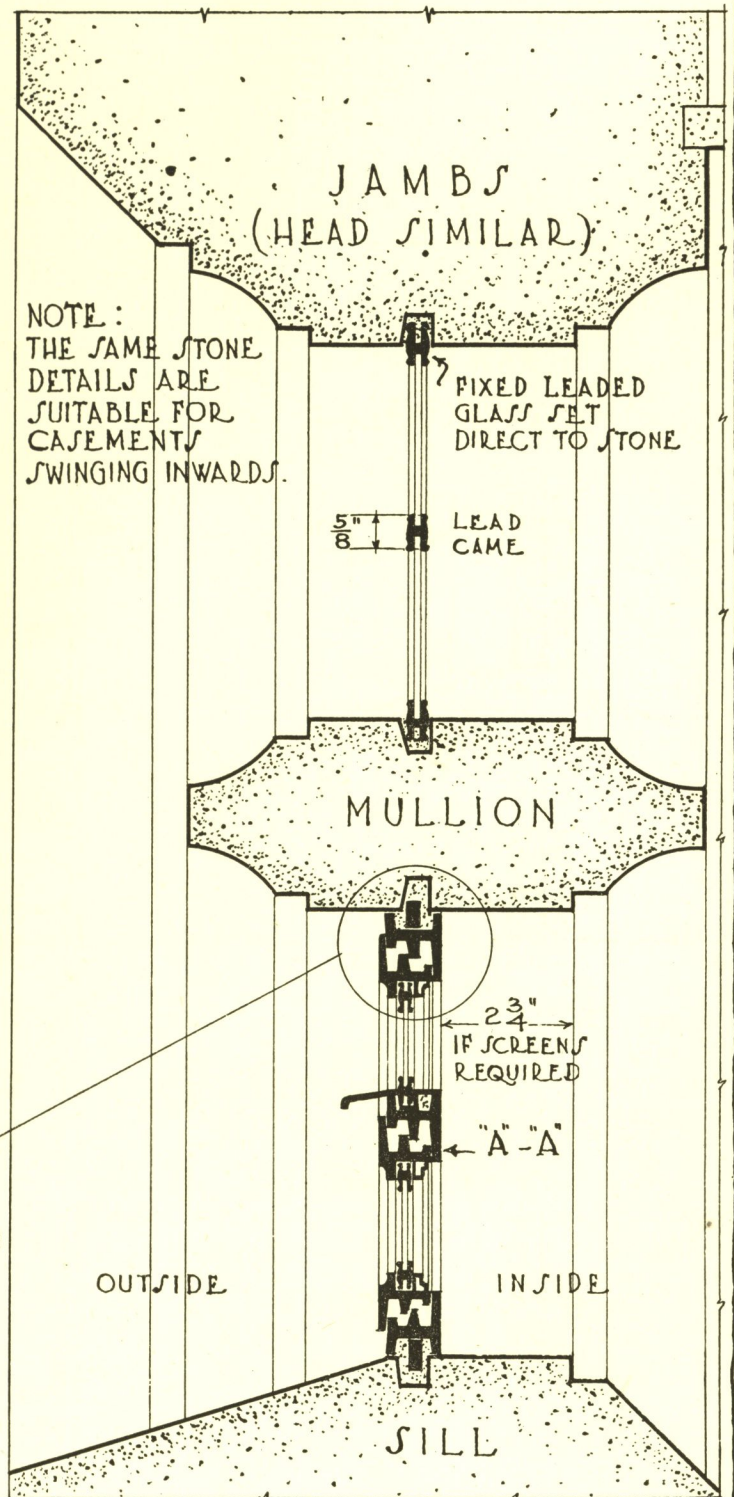 JAMBS
(HEAD SIMILAR)
NOTE:
THE SAME STONE
DETAILS ARE
SUITABLE FOR
CASEMENTS
SWINGING INWARDS.
FIXED LEADED
GLASS SET
DIRECT TO STONE
5/8"
LEAD
CAME
MULLION
2 3/4"
IF SCREENS
REQUIRED
"A"-"A"
OUTSIDE
INSIDE
SILL